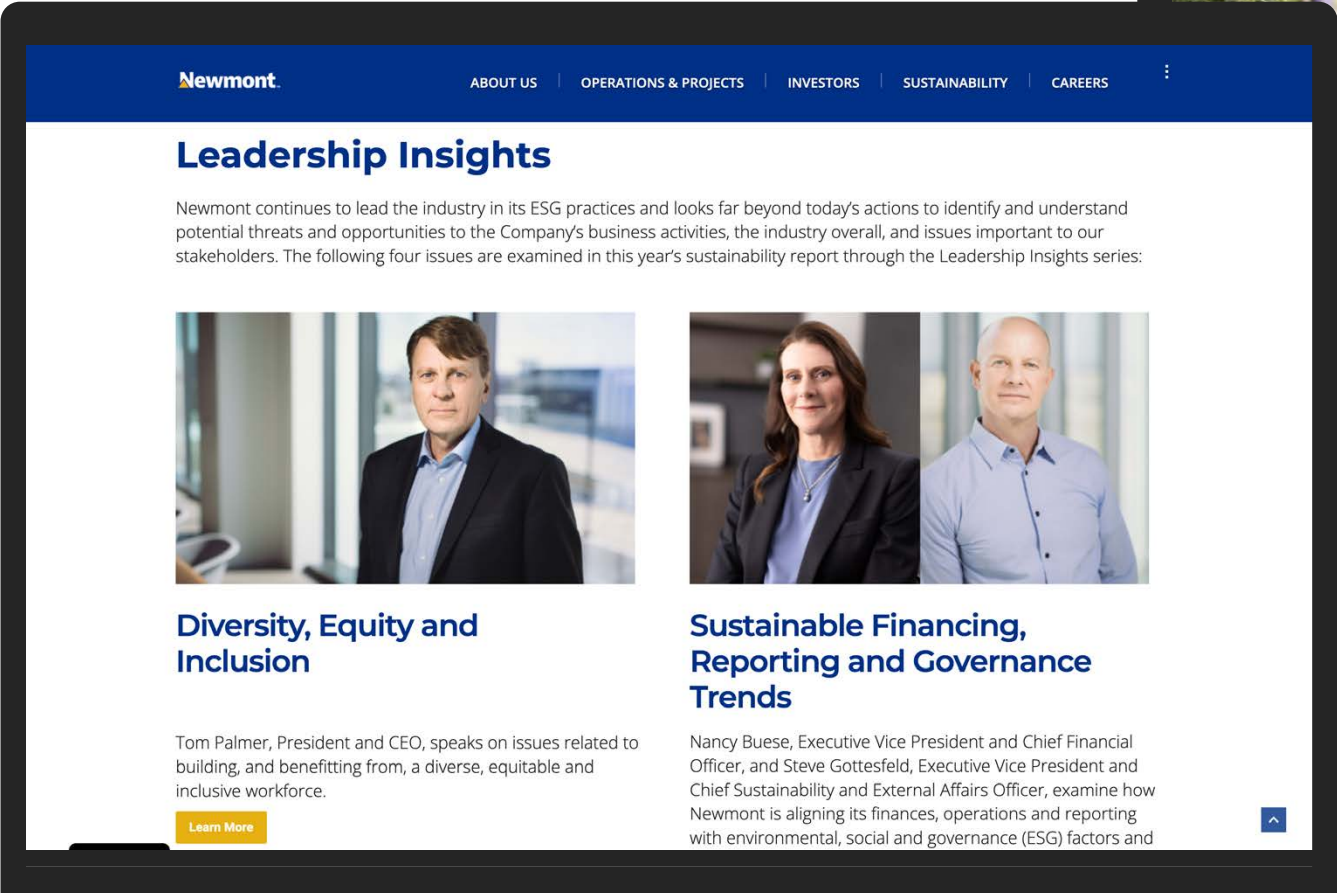 Newmont
ABOUT US
OPERATIONS & PROJECTS
INVESTORS
SUSTAINABILITY
CAREERS
Leadership Insights
Newmont continues to lead the industry in its ESG practices and looks far beyond today's actions to identify and understand
potential threats and opportunities to the Company's business activities, the industry overall, and issues important to our
stakeholders. The following four issues are examined in this year's sustainability report through the Leadership Insights series:
Diversity, Equity and
Inclusion
Tom Palmer, President and CEO, speaks on issues related to
building, and benefitting from, a diverse, equitable and
inclusive workforce.
Learn More
Sustainable Financing,
Reporting and Governance
Trends
Nancy Buese, Executive Vice President and Chief Financial
Officer, and Steve Gottesfeld, Executive Vice President and
Chief Sustainability and External Affairs Officer, examine how
Newmont is aligning its finances, operations and reporting
with environmental, social and governance (ESG) factors and